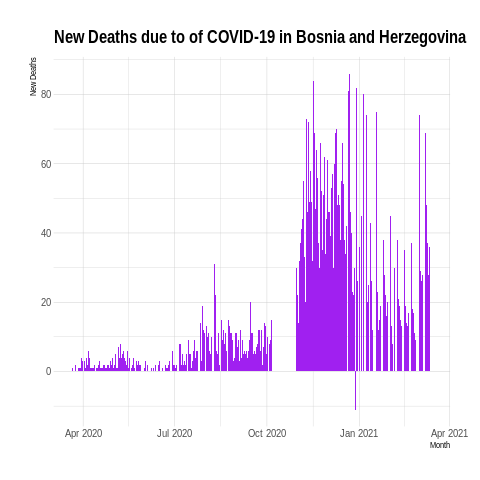 New Deaths due to of COVID-19 in Bosnia and Herzegovina
New Deaths
80
60
40
20
0
Apr 2020 Jul 2020 Oct 2020 Jan 2021 Apr 2021
Month